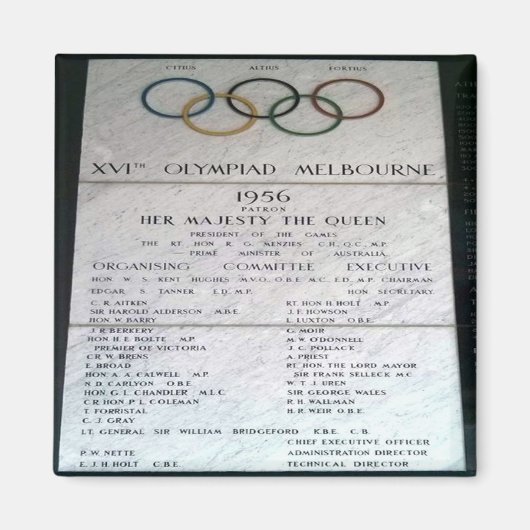 CITIUS ALTIUS FORTIUS
XVITH OLYMPIAD MELBOURNE
1956
PATRON
HER MAJESTY THE QUEEN
PRESIDENT OF THE GAMES
THE RT. HON R. G. MENZIES C.H., Q.C., M.P.
— PRIME MINISTER OF AUSTRALIA.
ORGANISING COMMITTEE EXECUTIVE
HON. W. S. KENT HUGHES M.V.O., O.B.E., M.C., ED., M.P. CHAIRMAN
EDGAR S. TANNER ED., M.P. HON SECRETARY.
C. R. AITKEN RT. HON. H. HOLT M.P.
SIR HAROLD ALDERSON M.B.E. J. F. HOWSON
HON. W. BARRY L. LUXTON O.B.E.
J. R. BERKERY G. MOIR
HON. H. E. BOLTE M.P. M. W. O'DONNELL
PREMIER OF VICTORIA J. C. POLLACK
CR. W. BRENS A. PRIEST
E. BROAD RT. HON. THE LORD MAYOR
HON. A. A. CALWELL M.P. SIR FRANK SELLECK M.C.
N. D. CARLYON O.B.E. W. T. J. UREN
HON. G. L. CHANDLER M.L.C. SIR GEORGE WALES
CR. HON. P. L. COLEMAN R. H. WALLMAN
T. FORRISTAL H. R. WEIR O.B.E.
C. J. GRAY
LT. GENERAL SIR WILLIAM BRIDGEFORD K.B.E. C.B.
CHIEF EXECUTIVE OFFICER
P. W. NETTE ADMINISTRATION DIRECTOR
E. J. H. HOLT C.B.E. TECHNICAL DIRECTOR